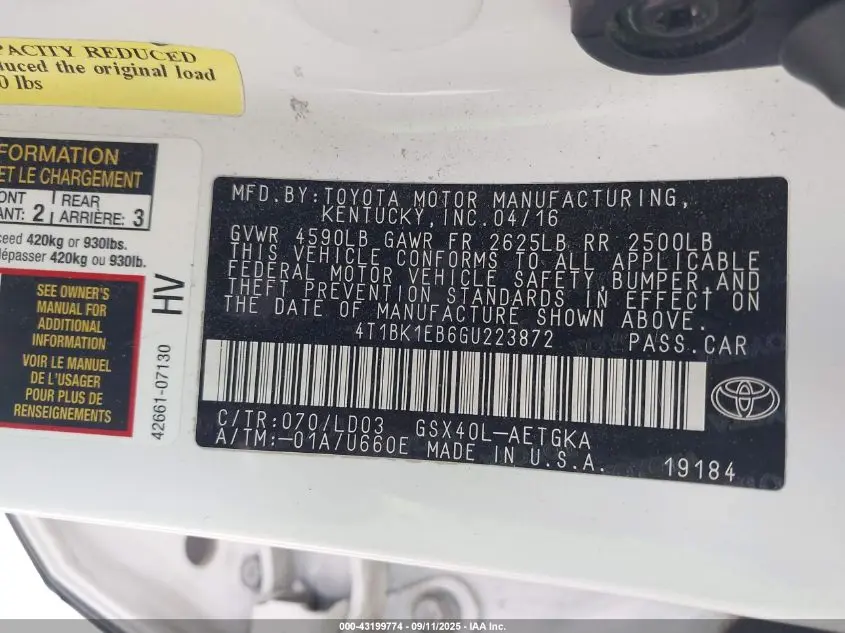 PACITY REDUCED
duced the original load
0 lbs
FORMATION
ET LE CHARGEMENT
ONT
ANT: 2
REAR
ARRIÈRE: 3
ceed 420kg or 930lbs.
dépasser 420kg ou 930lb.
SEE OWNER'S
MANUAL FOR
ADDITIONAL
INFORMATION
VOIR LE MANUEL
DE L'USAGER
POUR PLUS DE
RENSEIGNEMENTS
HV
42661-07130
MFD.BY:TOYOTA MOTOR MANUFACTURING,
KENTUCKY,INC.04/16
GVWR 4590LB GAWR FR 2625LB RR 2500LB
THIS VEHICLE CONFORMS TO ALL APPLICABLE
FEDERAL MOTOR VEHICLE SAFETY,BUMPER,AND
THEFT PREVENTION STANDARDS IN EFFECT ON
THE DATE OF MANUFACTURE SHOWN ABOVE.
4T1BK1EB6GU223872 PASS.CAR
C/TR:070/LD03 GSX40L-AETGKA
A/TM:-01A/U660E MADE IN U.S.A. 19184
000-43199774 - 09/11/2025 - IAA Inc.